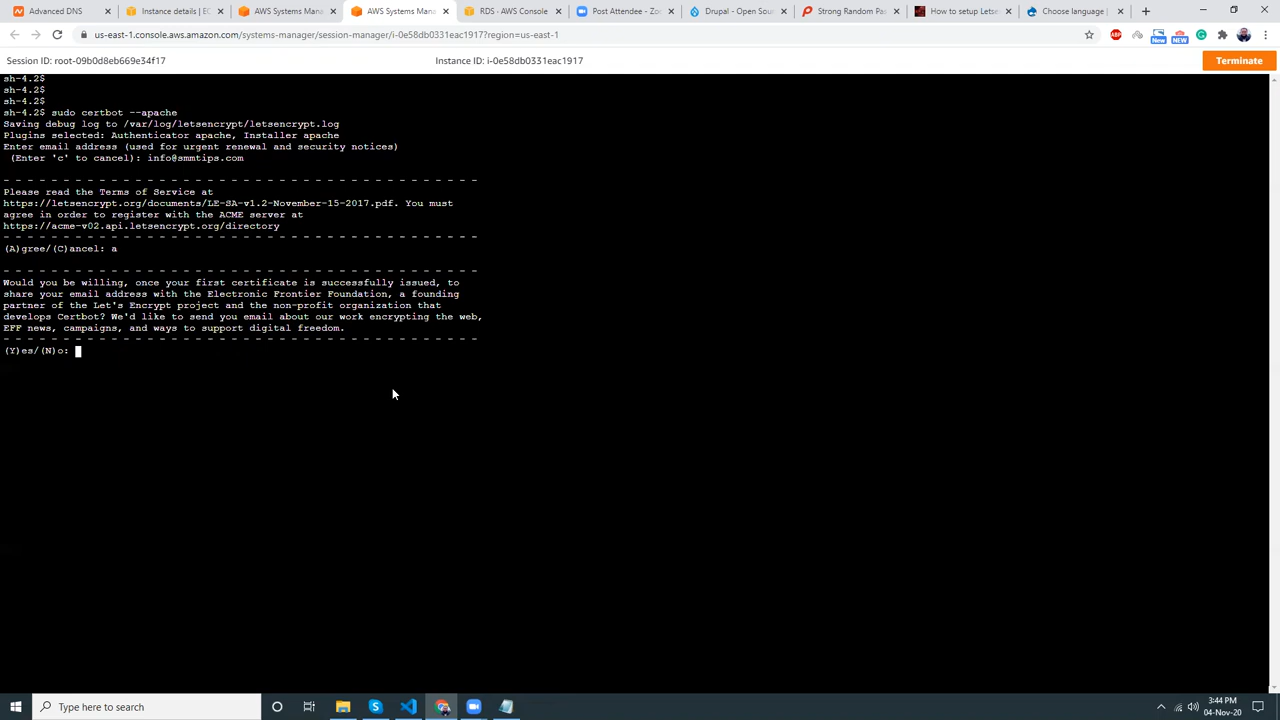 Advanced DNS
Instance details | EC
AWS Systems Mana
AWS Systems Mana
RDS · AWS Console
Post Attendee - Zoo
Drupal - Open Sou
Strong Random Pas
How to setup Letse
Choose language |
us-east-1.console.aws.amazon.com/systems-manager/session-manager/i-0e58db0331eac1917?region=us-east-1
ABP
New
NEW
Session ID: root-09b0d8eb669e34f17
Instance ID: i-0e58db0331eac1917
Terminate
sh-4.2$
sh-4.2$
sh-4.2$
sh-4.2$ sudo certbot --apache
Saving debug log to /var/log/letsencrypt/letsencrypt.log
Plugins selected: Authenticator apache, Installer apache
Enter email address (used for urgent renewal and security notices)
(Enter 'c' to cancel): info@smmtips.com
- - - - - - - - - - - - - - - - - - - - - - - - - - - - - - - - - - - - - - - -
Please read the Terms of Service at
https://letsencrypt.org/documents/LE-SA-v1.2-November-15-2017.pdf. You must
agree in order to register with the ACME server at
https://acme-v02.api.letsencrypt.org/directory
- - - - - - - - - - - - - - - - - - - - - - - - - - - - - - - - - - - - - - - -
(A)gree/(C)ancel: a
- - - - - - - - - - - - - - - - - - - - - - - - - - - - - - - - - - - - - - - -
Would you be willing, once your first certificate is successfully issued, to
share your email address with the Electronic Frontier Foundation, a founding
partner of the Let's Encrypt project and the non-profit organization that
develops Certbot? We'd like to send you email about our work encrypting the web,
EFF news, campaigns, and ways to support digital freedom.
- - - - - - - - - - - - - - - - - - - - - - - - - - - - - - - - - - - - - - - -
(Y)es/(N)o:
Type here to search
3:44 PM
04-Nov-20